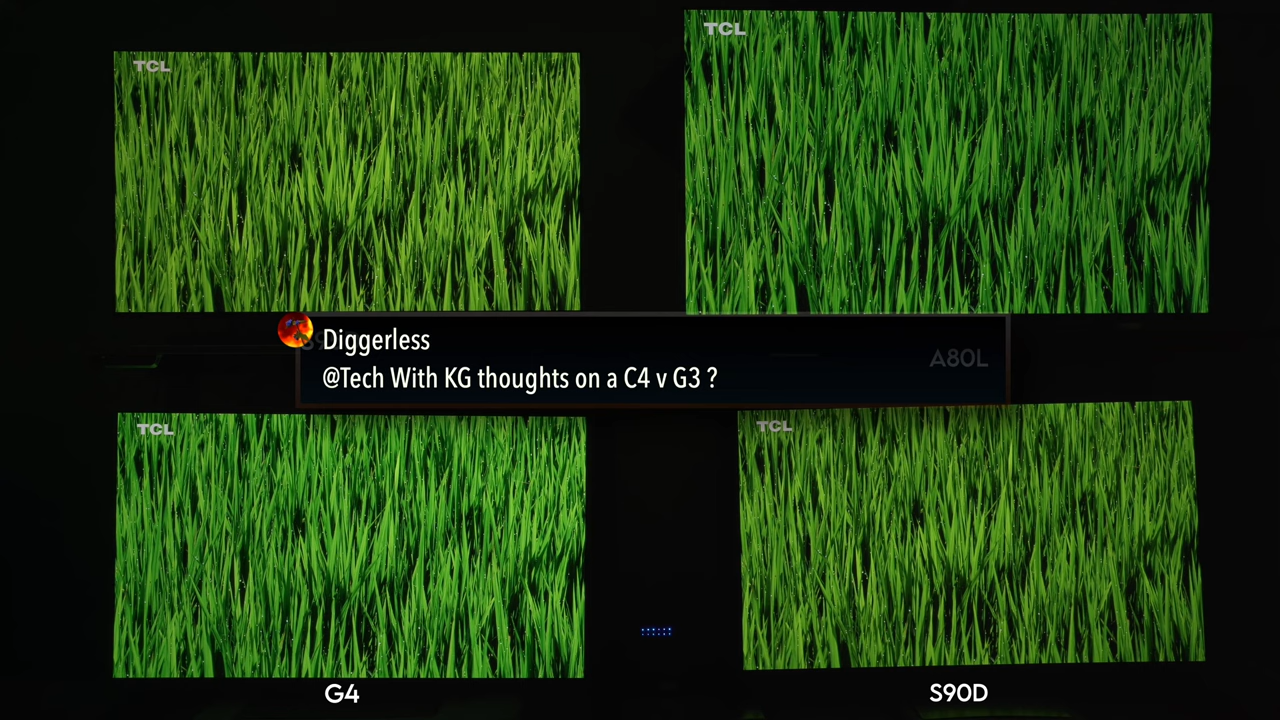 TCL
TCL
Diggerless
@Tech With KG thoughts on a C4 v G3 ?
A80L
TCL
TCL
G4
S90D